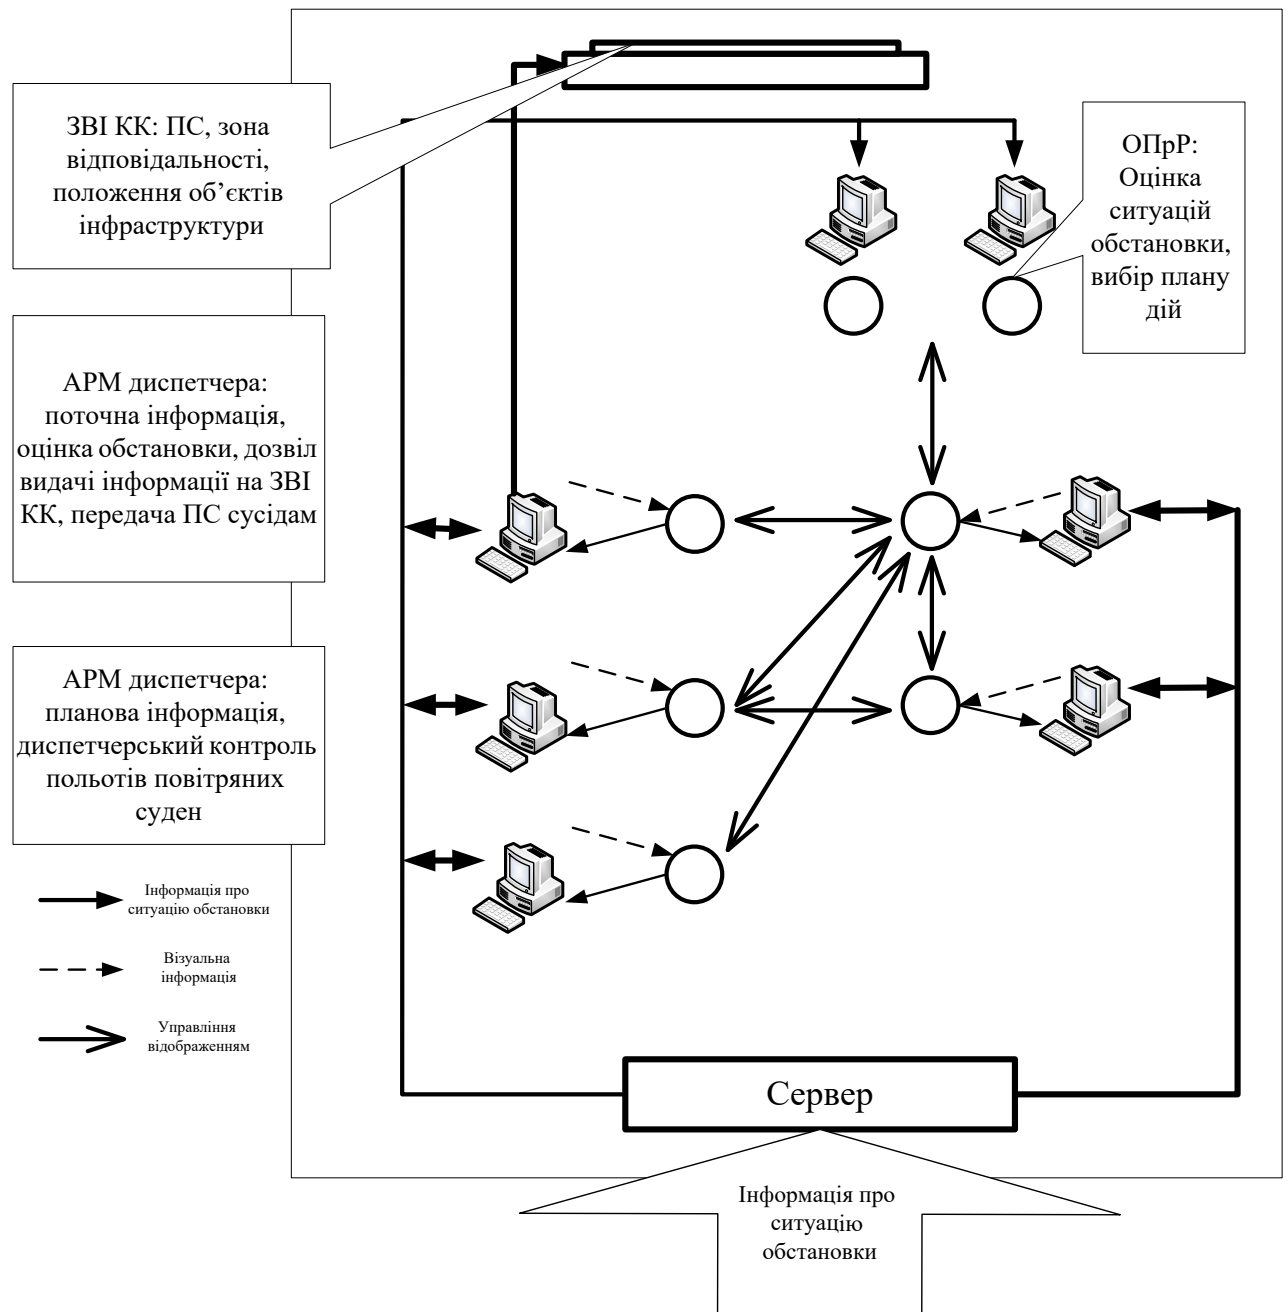 ЗВІ КК: ПС, зона
відповідальності,
положення об’єктів
інфраструктури
ОПрР:
Оцінка
ситуацій
обстановки,
вибір плану
дій
АРМ диспетчера:
поточна інформація,
оцінка обстановки, дозвіл
видачі інформації на ЗВІ
КК, передача ПС сусідам
АРМ диспетчера:
планова інформація,
диспетчерський контроль
польотів повітряних
суден
Інформація про
ситуацію обстановки
Візуальна
інформація
Управління
відображенням
Сервер
Інформація про
ситуацію
обстановки